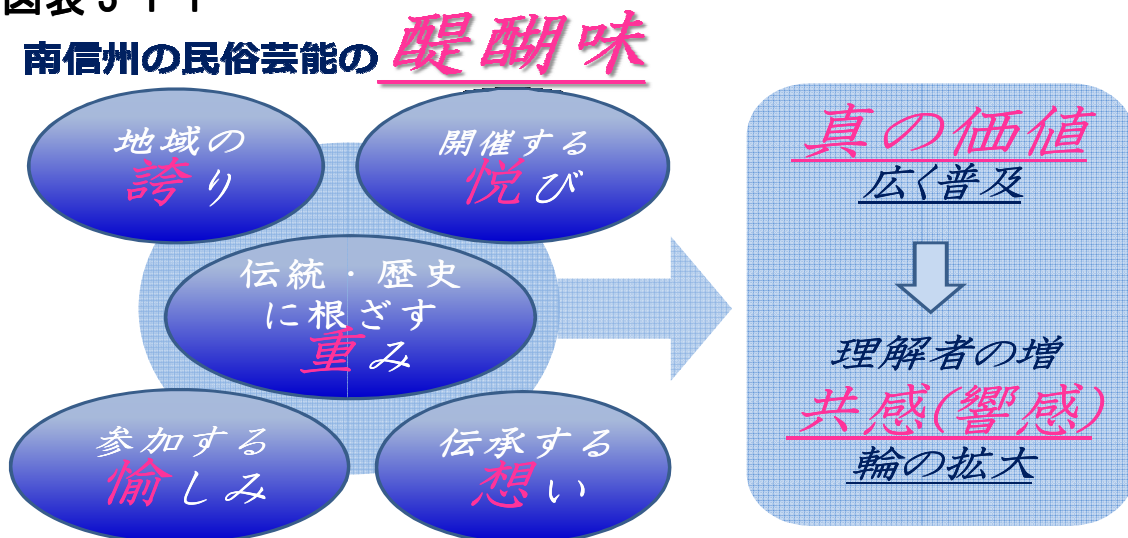 南信州の民俗芸能の醍醐味
地域の
誇り
開催する
悦び
伝統・歴史
に根ざす
重み
参加する
愉しみ
伝承する
想い
真の価値
広く普及
理解者の増
共感(響感)
輪の拡大